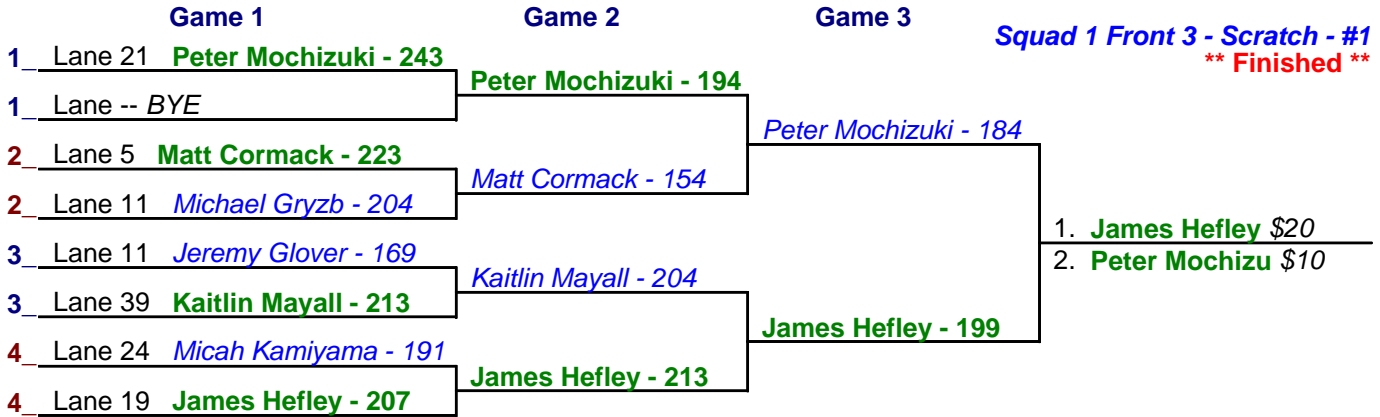 Game 1 Game 2 Game 3
Squad 1 Front 3 - Scratch - #1
** Finished **
1_ Lane 21 Peter Mochizuki - 243
Peter Mochizuki - 194
1_ Lane -- BYE
Peter Mochizuki - 184
2_ Lane 5 Matt Cormack - 223
Matt Cormack - 154
2_ Lane 11 Michael Gryzb - 204
1. James Hefley $20
3_ Lane 11 Jeremy Glover - 169
2. Peter Mochizu $10
Kaitlin Mayall - 204
3_ Lane 39 Kaitlin Mayall - 213
James Hefley - 199
4_ Lane 24 Micah Kamiyama - 191
James Hefley - 213
4_ Lane 19 James Hefley - 207